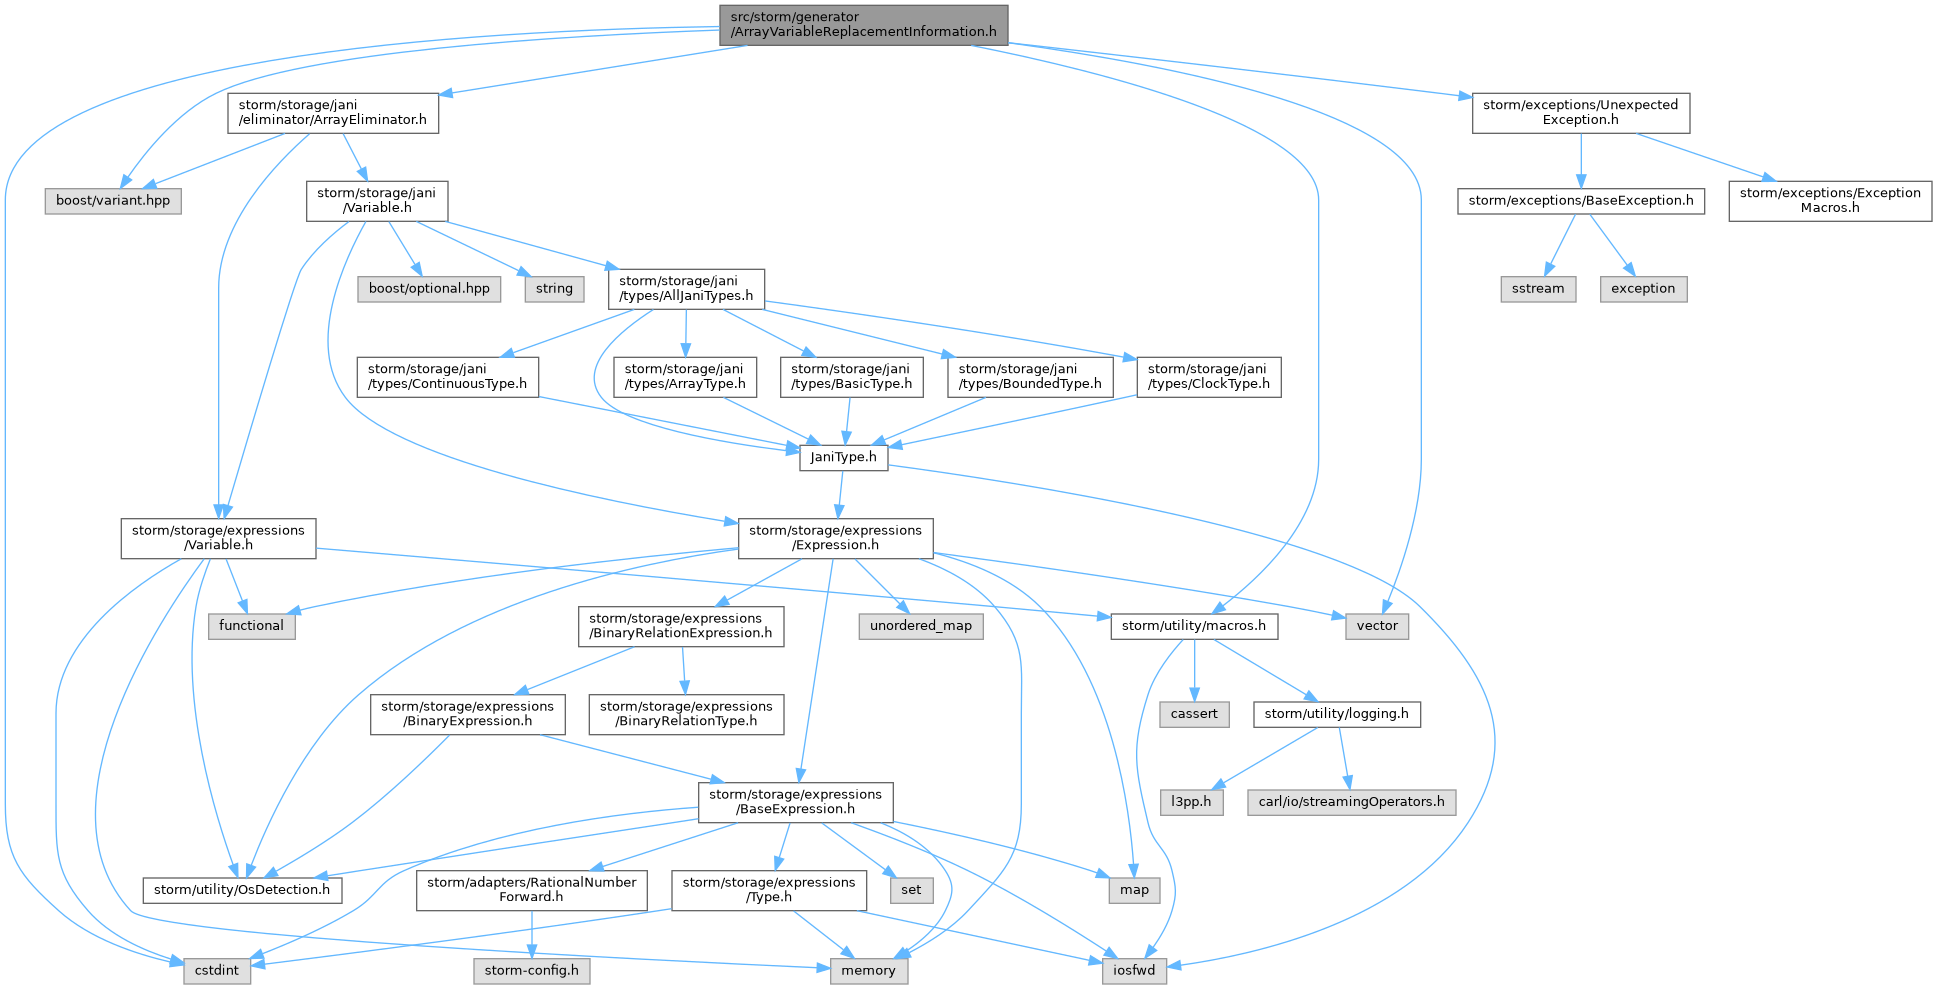 src/storm/generator
/ArrayVariableReplacementInformation.h
storm/storage/jani
/eliminator/ArrayEliminator.h
storm/exceptions/Unexpected
Exception.h
boost/variant.hpp
storm/storage/jani
/Variable.h
storm/exceptions/BaseException.h
storm/exceptions/Exception
Macros.h
boost/optional.hpp
string
storm/storage/jani
/types/AllJaniTypes.h
sstream
exception
storm/storage/jani
/types/ContinuousType.h
storm/storage/jani
/types/ArrayType.h
storm/storage/jani
/types/BasicType.h
storm/storage/jani
/types/BoundedType.h
storm/storage/jani
/types/ClockType.h
JaniType.h
storm/storage/expressions
/Variable.h
storm/storage/expressions
/Expression.h
functional
storm/storage/expressions
/BinaryRelationExpression.h
unordered_map
storm/utility/macros.h
vector
storm/storage/expressions
/BinaryExpression.h
storm/storage/expressions
/BinaryRelationType.h
cassert
storm/utility/logging.h
storm/storage/expressions
/BaseExpression.h
l3pp.h
carl/io/streamingOperators.h
storm/utility/OsDetection.h
storm/adapters/RationalNumber
Forward.h
storm/storage/expressions
/Type.h
set
map
cstdint
storm-config.h
memory
iosfwd